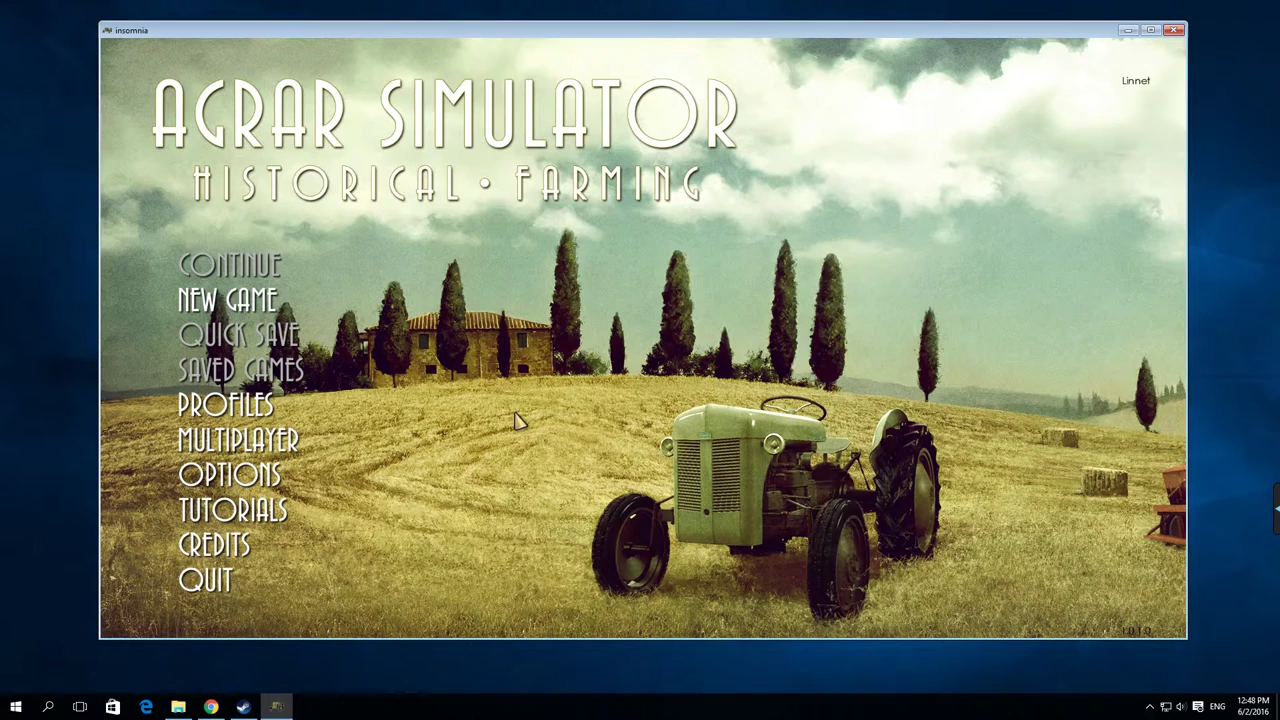 insomnia
Linnet
AGRAR SIMULATOR
HISTORICAL • FARMING
CONTINUE
NEW GAME
QUICK SAVE
SAVED GAMES
PROFILES
MULTIPLAYER
OPTIONS
TUTORIALS
CREDITS
QUIT
ENG
12:48 PM
6/2/2016